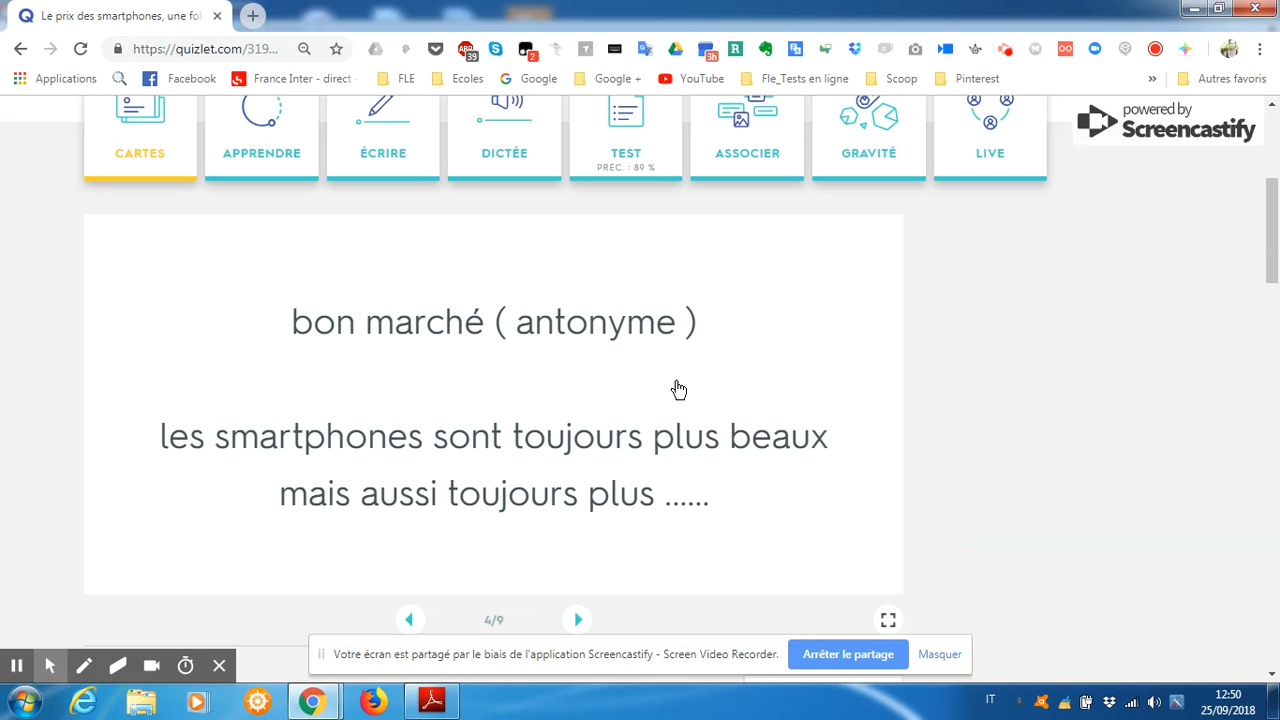 Le prix des smartphones, une fo
https://quizlet.com/319...
39
2
3h
Applications
Facebook
France Inter - direct
FLE
Ecoles
Google
Google +
YouTube
Fle_Tests en ligne
Scoop
Pinterest
»
Autres favoris
powered by
Screencastify
CARTES
APPRENDRE
ÉCRIRE
DICTÉE
TEST
PRÉC. : 89 %
ASSOCIER
GRAVITÉ
LIVE
bon marché ( antonyme )
les smartphones sont toujours plus beaux
mais aussi toujours plus ......
4/9
Votre écran est partagé par le biais de l'application Screencastify - Screen Video Recorder.
Arrêter le partage
Masquer
IT
12:50
25/09/2018